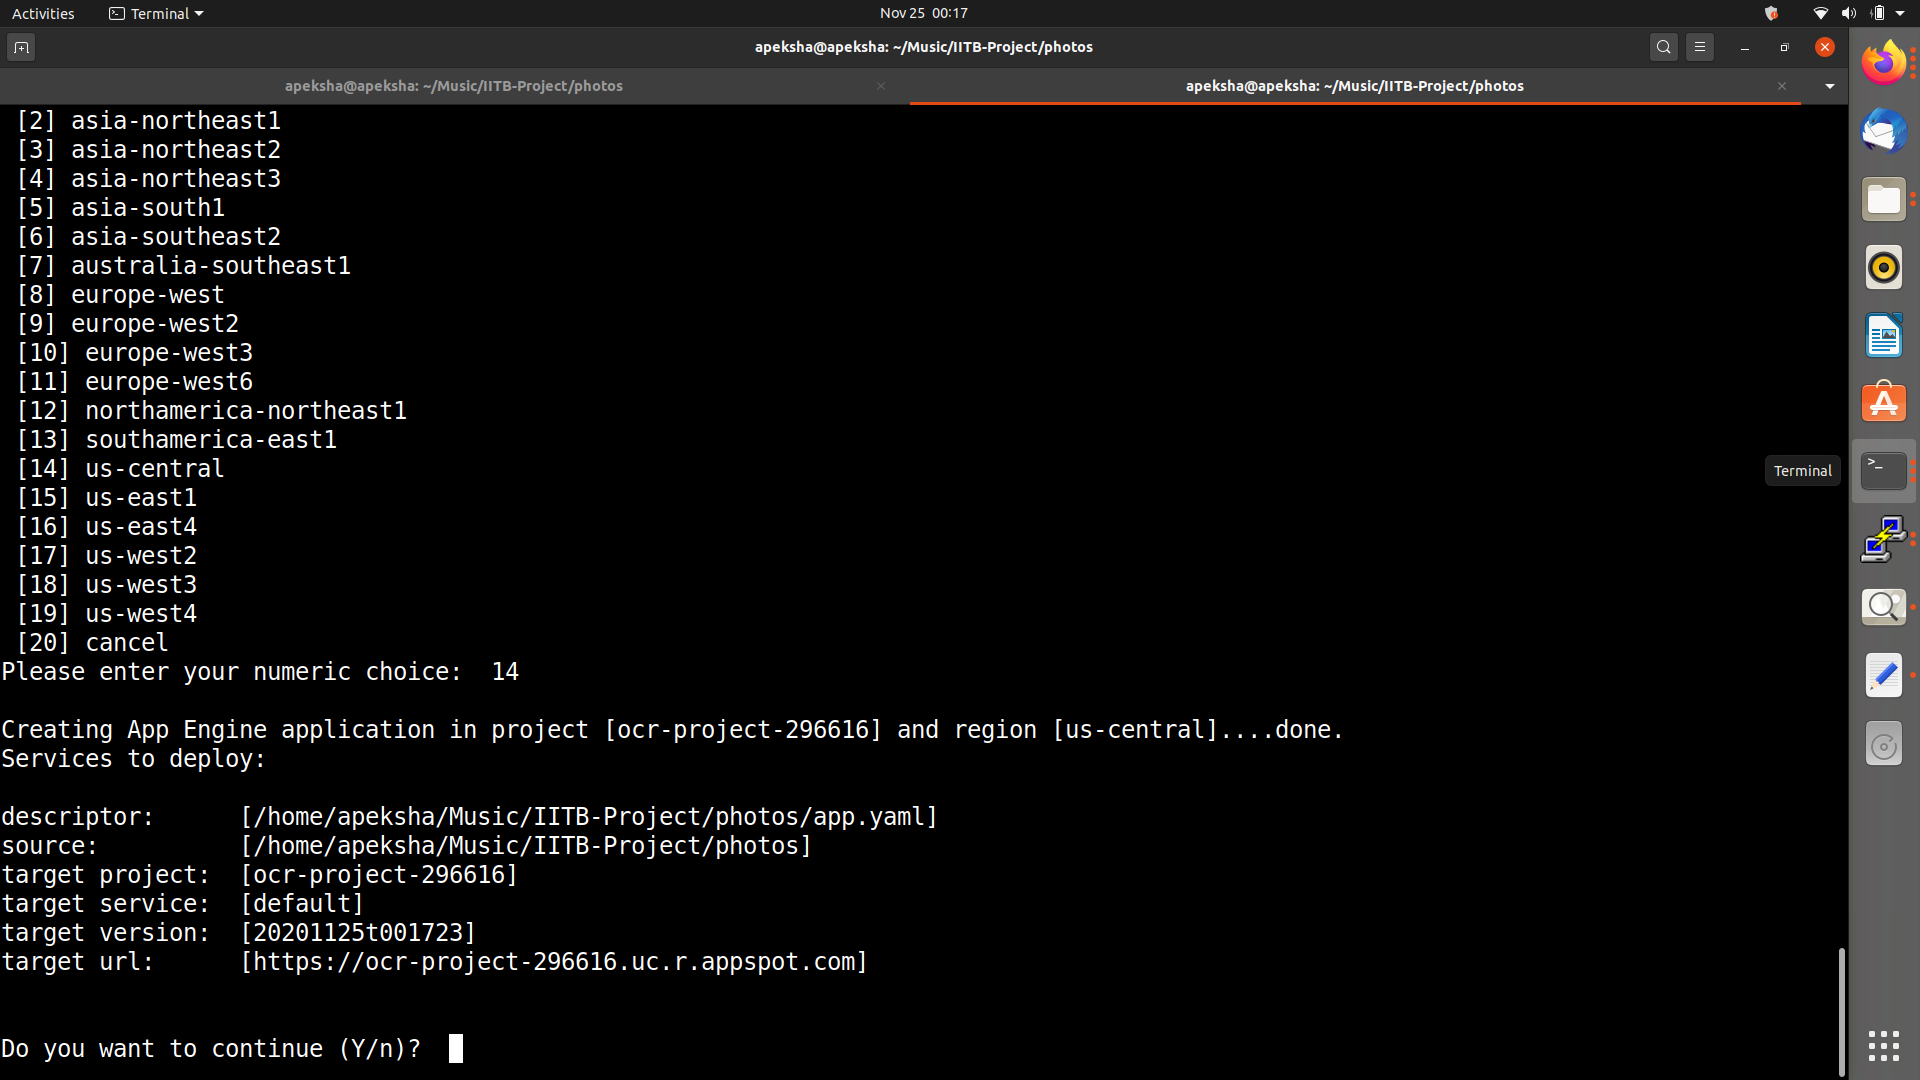 Activities
Terminal
Nov 25 00:17
apeksha@apeksha: ~/Music/IITB-Project/photos
apeksha@apeksha: ~/Music/IITB-Project/photos
apeksha@apeksha: ~/Music/IITB-Project/photos
[2] asia-northeast1
[3] asia-northeast2
[4] asia-northeast3
[5] asia-south1
[6] asia-southeast2
[7] australia-southeast1
[8] europe-west
[9] europe-west2
[10] europe-west3
[11] europe-west6
[12] northamerica-northeast1
[13] southamerica-east1
[14] us-central
[15] us-east1
[16] us-east4
[17] us-west2
[18] us-west3
[19] us-west4
[20] cancel
Please enter your numeric choice:  14
Creating App Engine application in project [ocr-project-296616] and region [us-central]....done.
Services to deploy:
descriptor:      [/home/apeksha/Music/IITB-Project/photos/app.yaml]
source:          [/home/apeksha/Music/IITB-Project/photos]
target project:  [ocr-project-296616]
target service:  [default]
target version:  [20201125t001723]
target url:      [https://ocr-project-296616.uc.r.appspot.com]
Do you want to continue (Y/n)?
Terminal